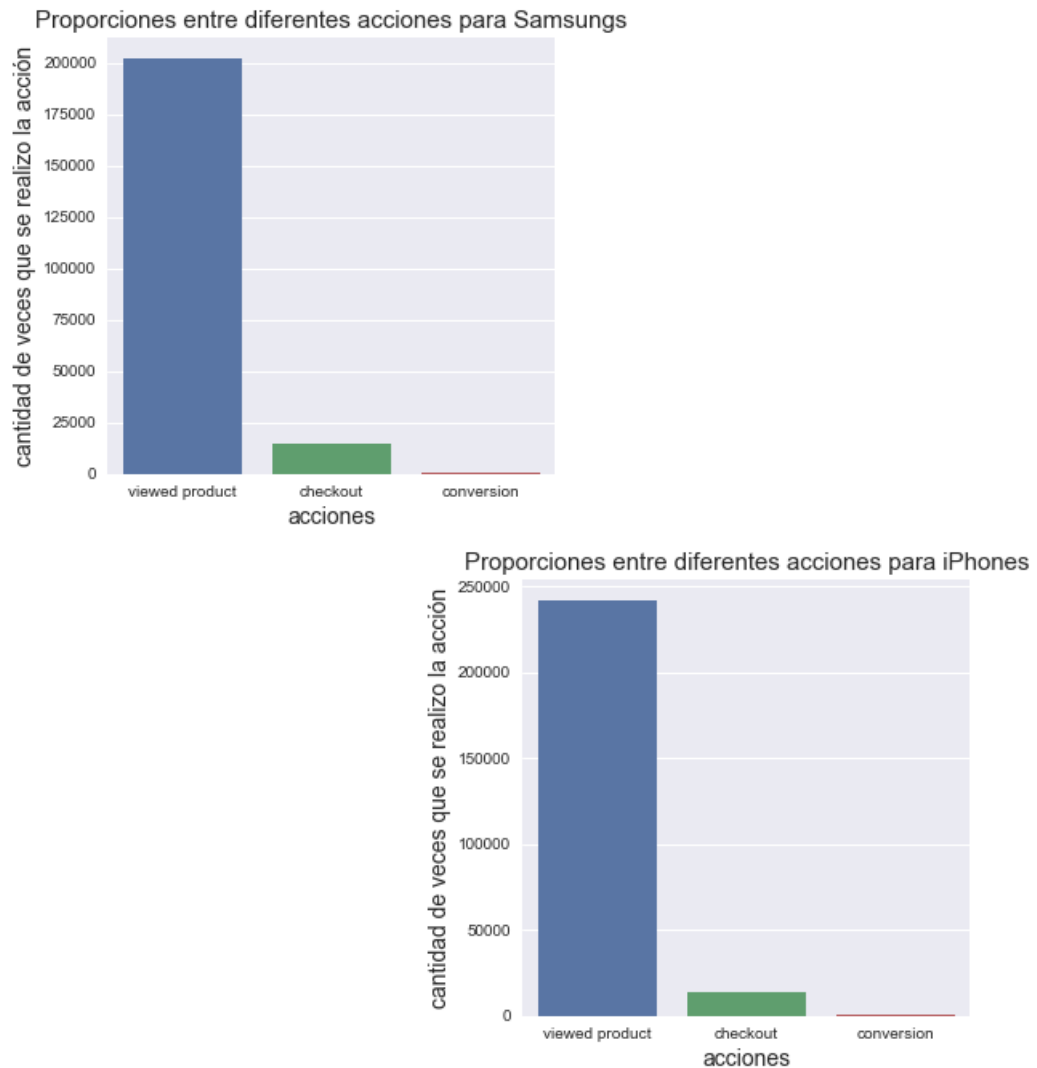 Proporciones entre diferentes acciones para Samsungs
cantidad de veces que se realizo la acción
200000
175000
150000
125000
100000
75000
50000
25000
0
viewed product checkout conversion
acciones
Proporciones entre diferentes acciones para iPhones
cantidad de veces que se realizo la acción
250000
200000
150000
100000
50000
0
viewed product checkout conversion
acciones